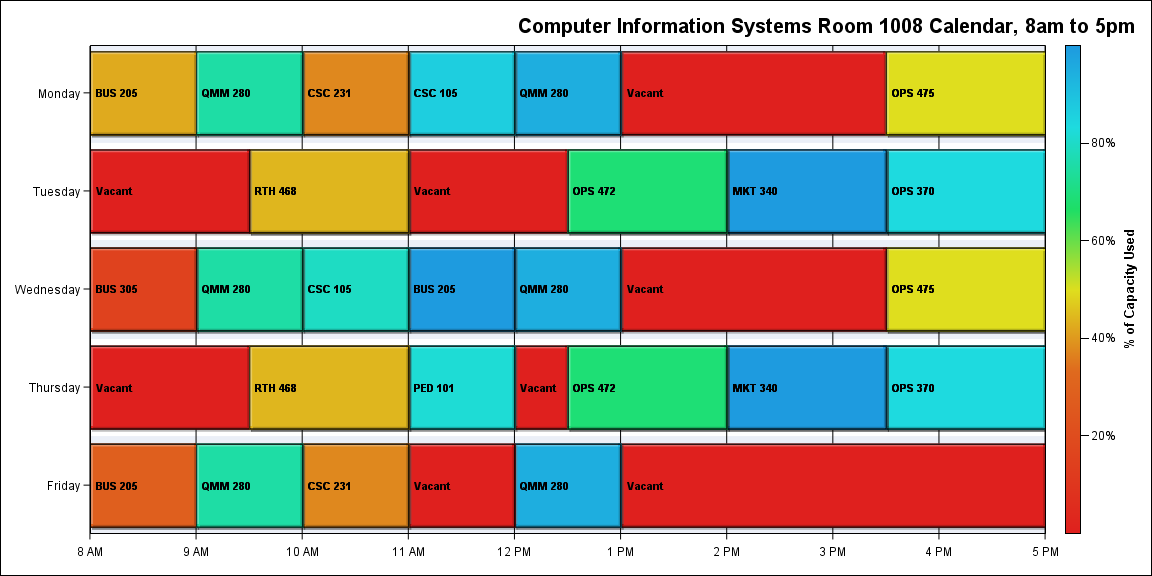 Computer Information Systems Room 1008 Calendar, 8am to 5pm
Monday
BUS 205
QMM 280
CSC 231
CSC 105
QMM 280
Vacant
OPS 475
Tuesday
Vacant
RTH 468
Vacant
OPS 472
MKT 340
OPS 370
Wednesday
BUS 305
QMM 280
CSC 105
BUS 205
QMM 280
Vacant
OPS 475
Thursday
Vacant
RTH 468
PED 101
Vacant
OPS 472
MKT 340
OPS 370
Friday
BUS 205
QMM 280
CSC 231
Vacant
QMM 280
Vacant
8 AM
9 AM
10 AM
11 AM
12 PM
1 PM
2 PM
3 PM
4 PM
5 PM
80%
60%
40%
20%
% of Capacity Used